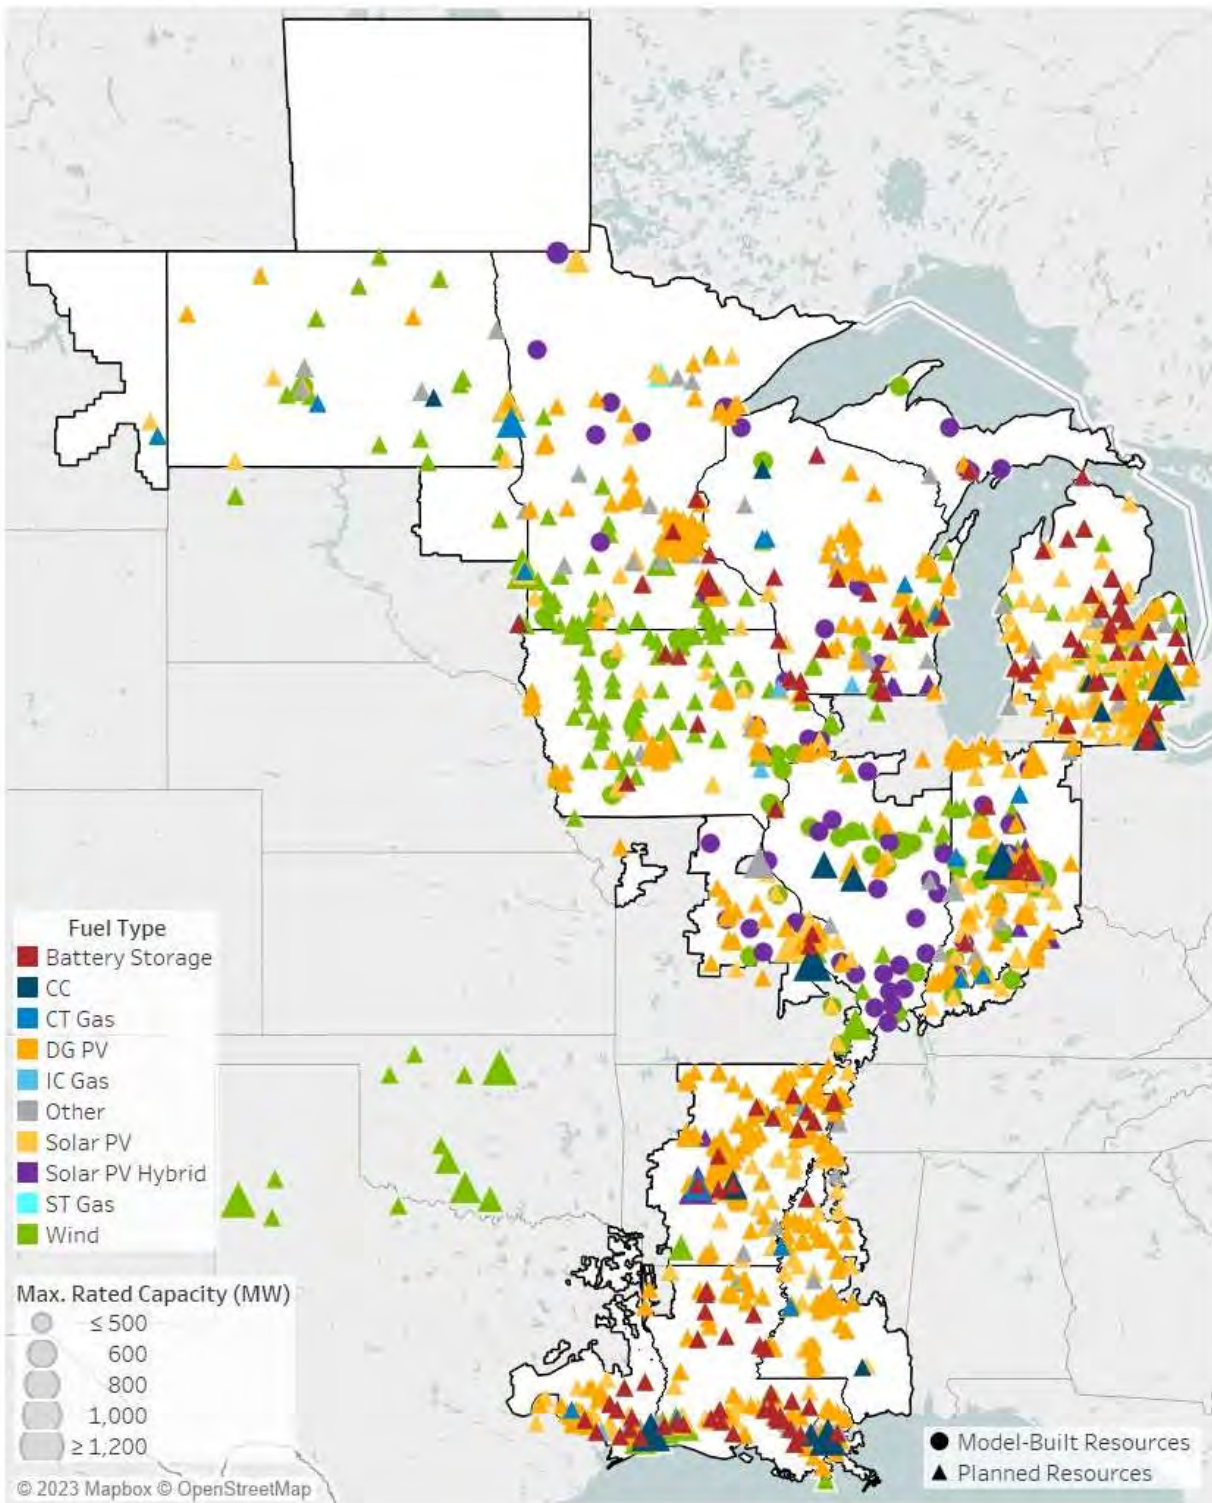 Fuel Type
Battery Storage
CC
CT Gas
DG PV
IC Gas
Other
Solar PV
Solar PV Hybrid
ST Gas
Wind
Max. Rated Capacity (MW)
≤ 500
600
800
1,000
≥ 1,200
© 2023 Mapbox © OpenStreetMap
Model-Built Resources
Planned Resources